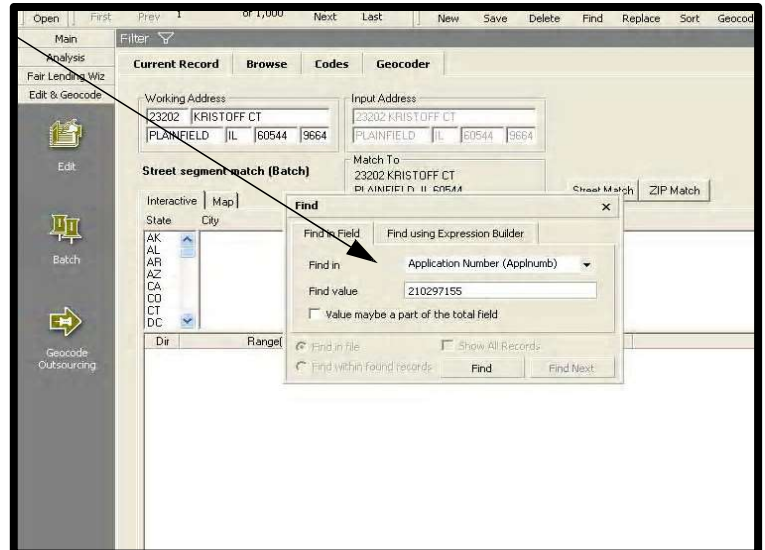 Open First Prev 1 or 1,000 Next Last New Save Delete Find Replace Sort Geocod
Main
Analysis
Fair Lending Wiz
Edit & Geocode
Edit
Batch
Geocode
Outsourcing
Filter
Current Record Browse Codes Geocoder
Working Address Input Address
23202 KRISTOFF CT 23202 KRISTOFF CT
PLAINFIELD IL 60544 9664 PLAINFIELD IL 60544 9664
Match To
Street segment match (Batch) 23202 KRISTOFF CT
PLAINFIELD IL 60544
Street Match ZIP Match
Interactive Map
State City
AK
AL
AR
AZ
CA
CO
CT
DC
Dir Range(
Find x
Find in Field Find using Expression Builder
Find in Application Number (Applnumb)
Find value 210297155
Value maybe a part of the total field
Find in file Show All Records
Find within found records Find Find Next